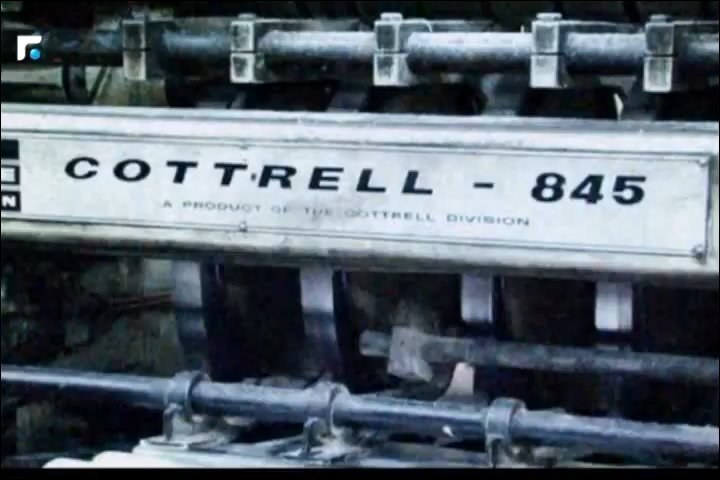 COTTRELL - 845
A PRODUCT OF THE COTTRELL DIVISION
N